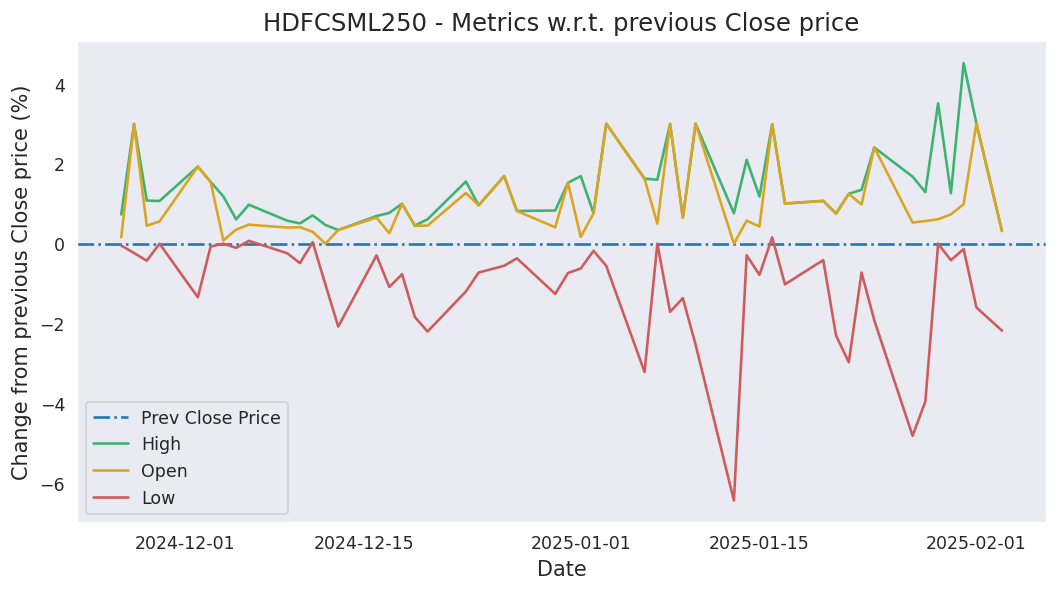 HDFCSML250 - Metrics w.r.t. previous Close price
Change from previous Close price (%)
4
2
0
−2
−4
−6
Prev Close Price
High
Open
Low
2024-12-01
2024-12-15
2025-01-01
2025-01-15
2025-02-01
Date